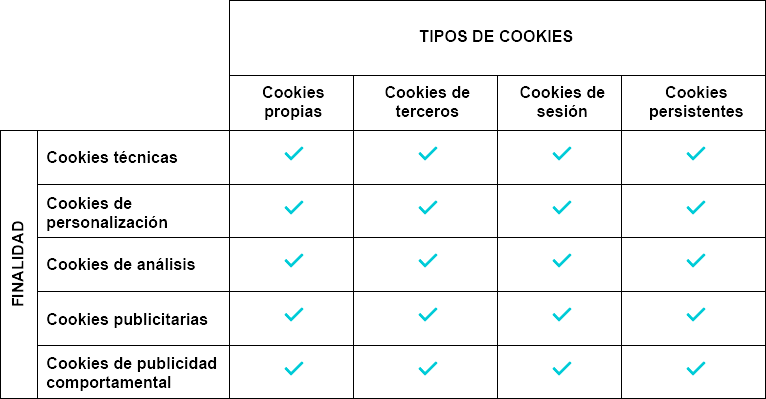 TIPOS DE COOKIES
Cookies
propias
Cookies de
terceros
Cookies de
sesión
Cookies
persistentes
FINALIDAD
Cookies técnicas
Cookies de
personalización
Cookies de análisis
Cookies publicitarias
Cookies de publicidad
comportamental